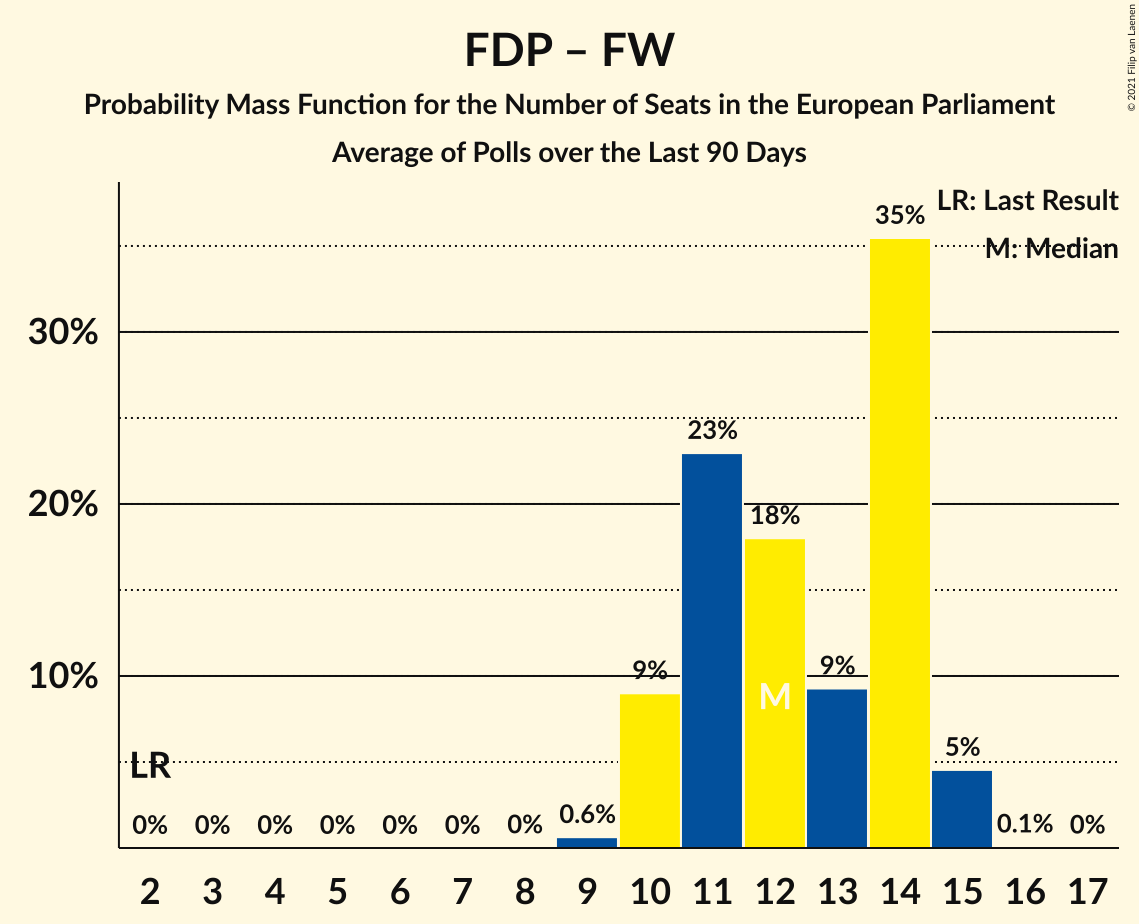 FDP – FW
Probability Mass Function for the Number of Seats in the European Parliament
Average of Polls over the Last 90 Days
© 2021 Filip van Laenen
LR: Last Result
M: Median
35%
30%
23%
20%
18%
10%
9%
9%
M
LR
5%
0%
0%
0%
0%
0%
0%
0%
0.6%
0.1%
0%
2 3 4 5 6 7 8 9 10 11 12 13 14 15 16 17